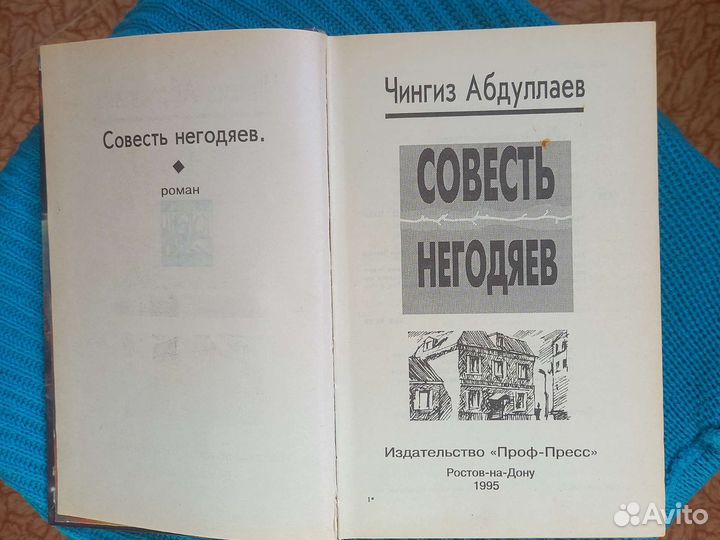 Совесть негодяев.
роман
Чингиз Абдуллаев
СОВЕСТЬ
НЕГОДЯЕВ
Издательство «Проф-Пресс»
Ростов-на-Дону
1995
1*
Avito